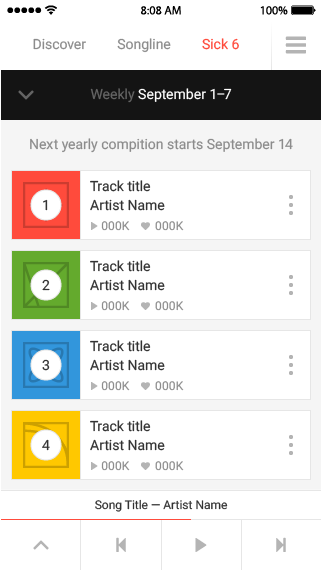 8:08 AM 100%
Discover Songline Sick 6
Weekly September 1–7
Next yearly compition starts September 14
1
Track title
Artist Name
000K 000K
2
Track title
Artist Name
000K 000K
3
Track title
Artist Name
000K 000K
4
Track title
Artist Name
000K 000K
Song Title — Artist Name